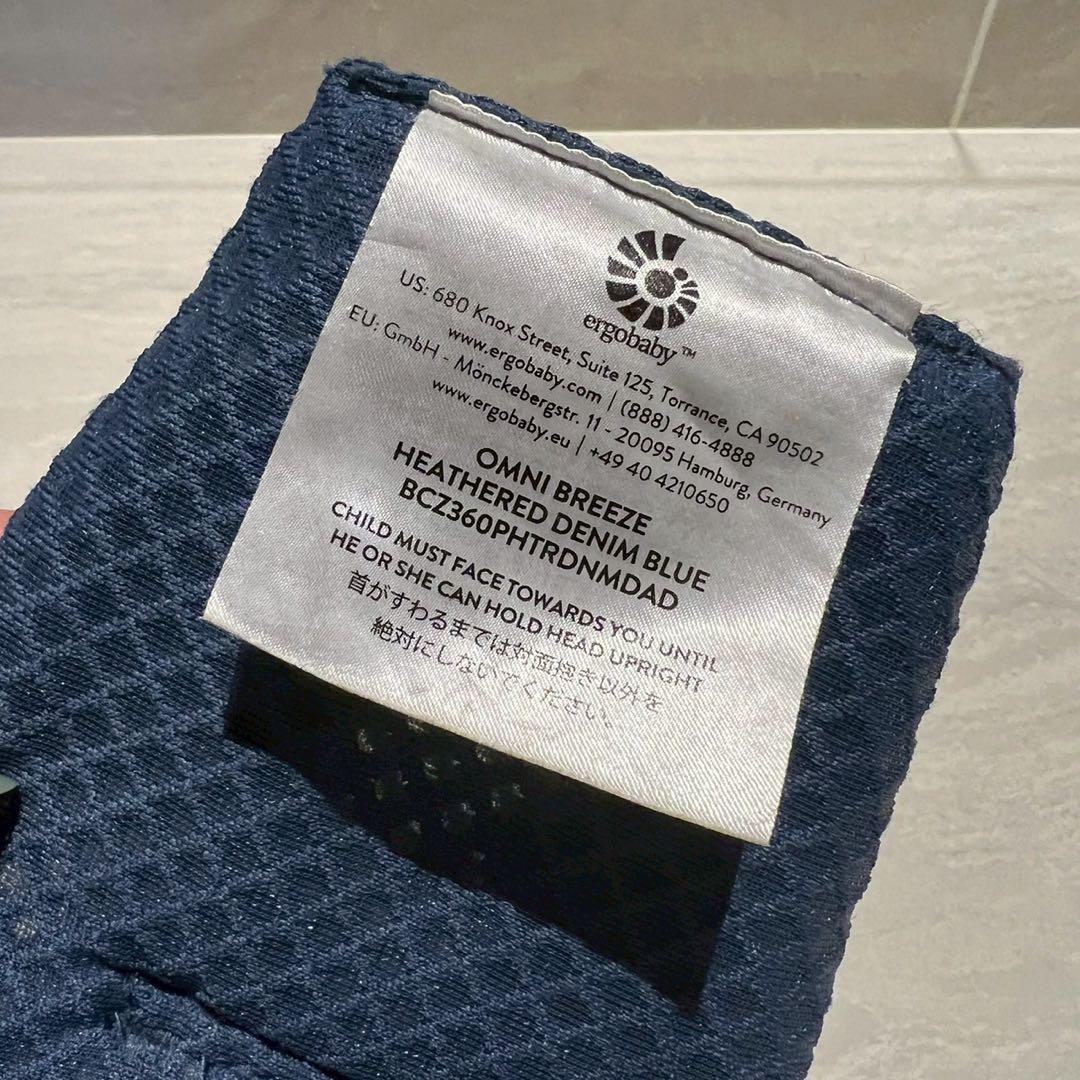 ergobaby™
US: 680 Knox Street, Suite 125, Torrance, CA 90502
www.ergobaby.com | (888) 416-4888
EU: GmbH - Mönckebergstr. 11 - 20095 Hamburg, Germany
www.ergobaby.eu | +49 40 4210650
OMNI BREEZE
HEATHERED DENIM BLUE
BCZ360PHTRDNMDAD
CHILD MUST FACE TOWARDS YOU UNTIL
HE OR SHE CAN HOLD HEAD UPRIGHT
首がすわるまでは対面抱き以外を
絶対にしないでください。